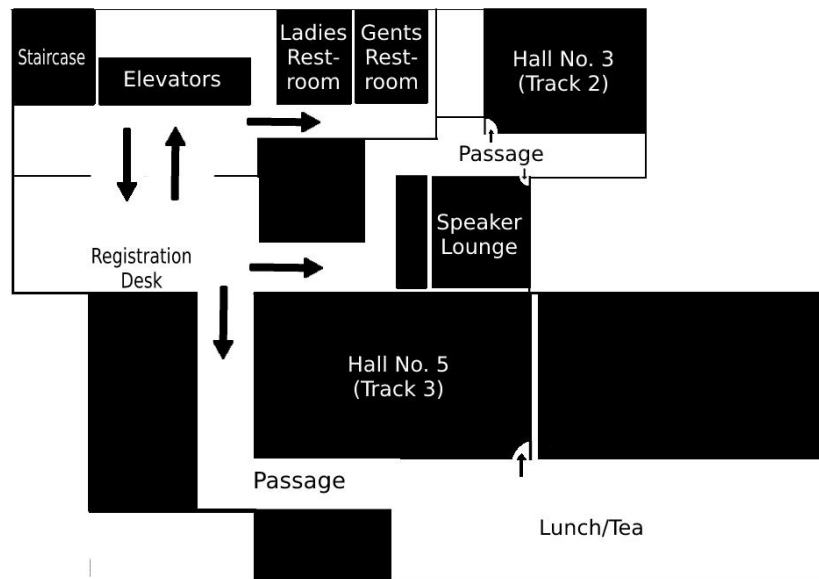 Staircase
Elevators
Ladies
Rest-
room
Gents
Rest-
room
Hall No. 3
(Track 2)
Passage
Speaker
Lounge
Registration
Desk
Hall No. 5
(Track 3)
Passage
Lunch/Tea